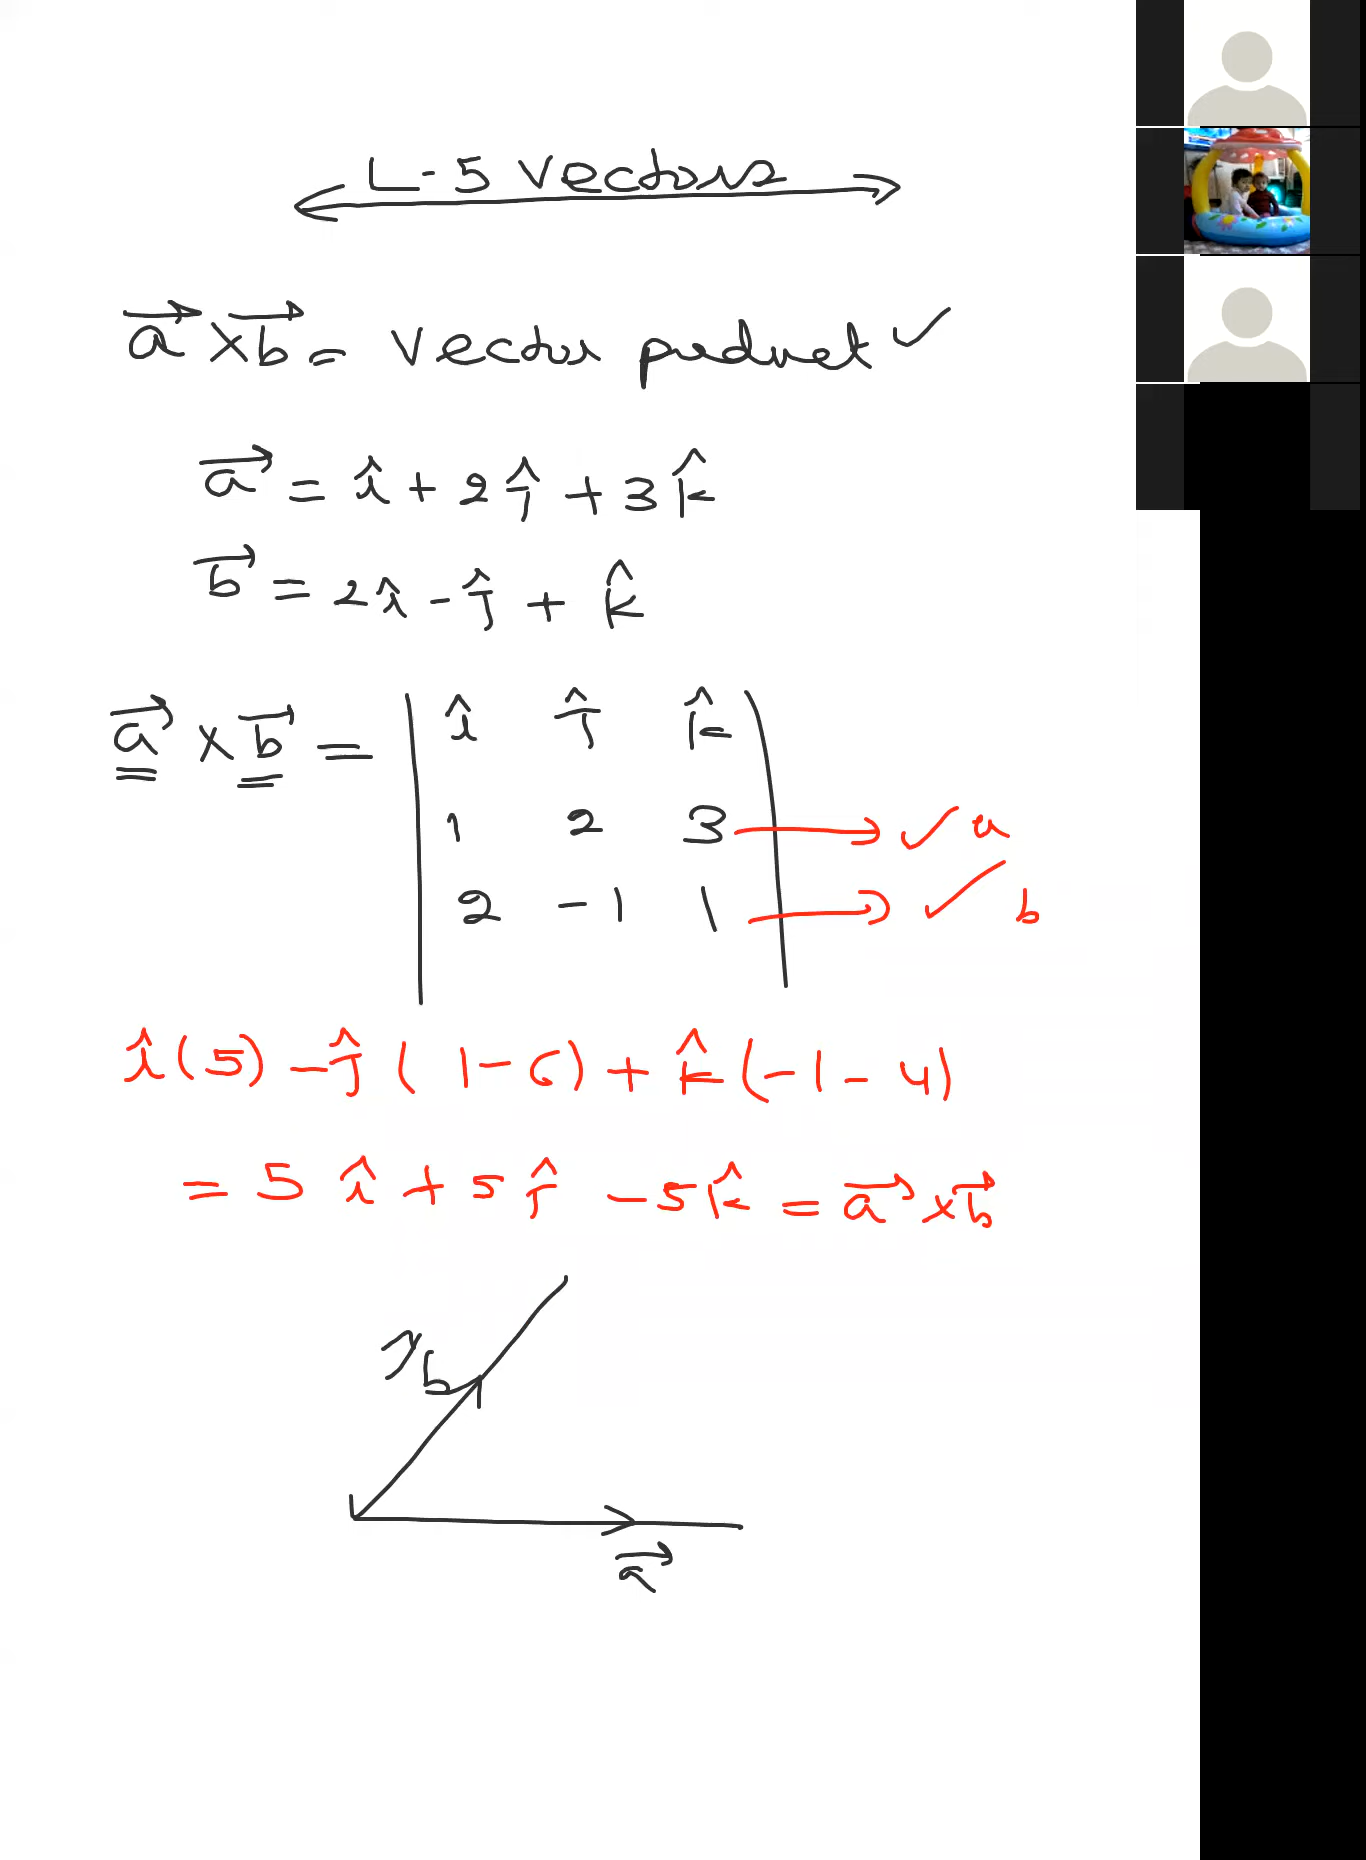 L-5 Vectors
a⃗ × b⃗ = Vector product ✓
a⃗ = î + 2ĵ + 3k̂
b⃗ = 2î - ĵ + k̂
a⃗ × b⃗ = | î ĵ k̂ |
1 2 3 → ✓ a
2 -1 1 → ✓ b
î(5) - ĵ(1-6) + k̂(-1-4)
= 5î + 5ĵ - 5k̂ = a⃗ × b⃗
b⃗
a⃗